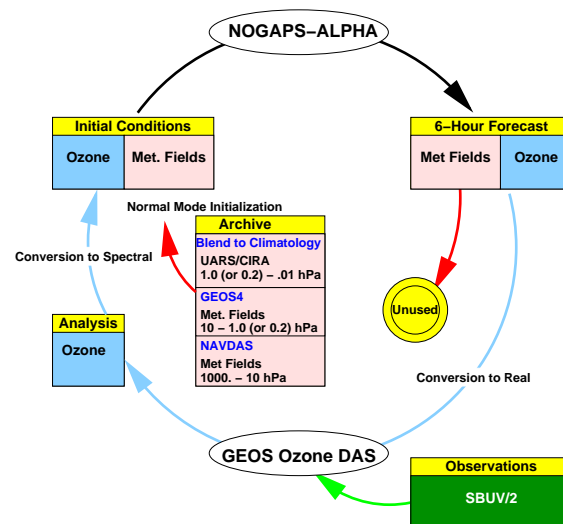 NOGAPS−ALPHA
Initial Conditions
Ozone
Met. Fields
6−Hour Forecast
Met Fields
Ozone
Normal Mode Initialization
Archive
Blend to Climatology
UARS/CIRA
1.0 (or 0.2) − .01 hPa
GEOS4
Met. Fields
10 − 1.0 (or 0.2) hPa
NAVDAS
Met Fields
1000. − 10 hPa
Conversion to Spectral
Unused
Analysis
Ozone
Conversion to Real
GEOS Ozone DAS
Observations
SBUV/2